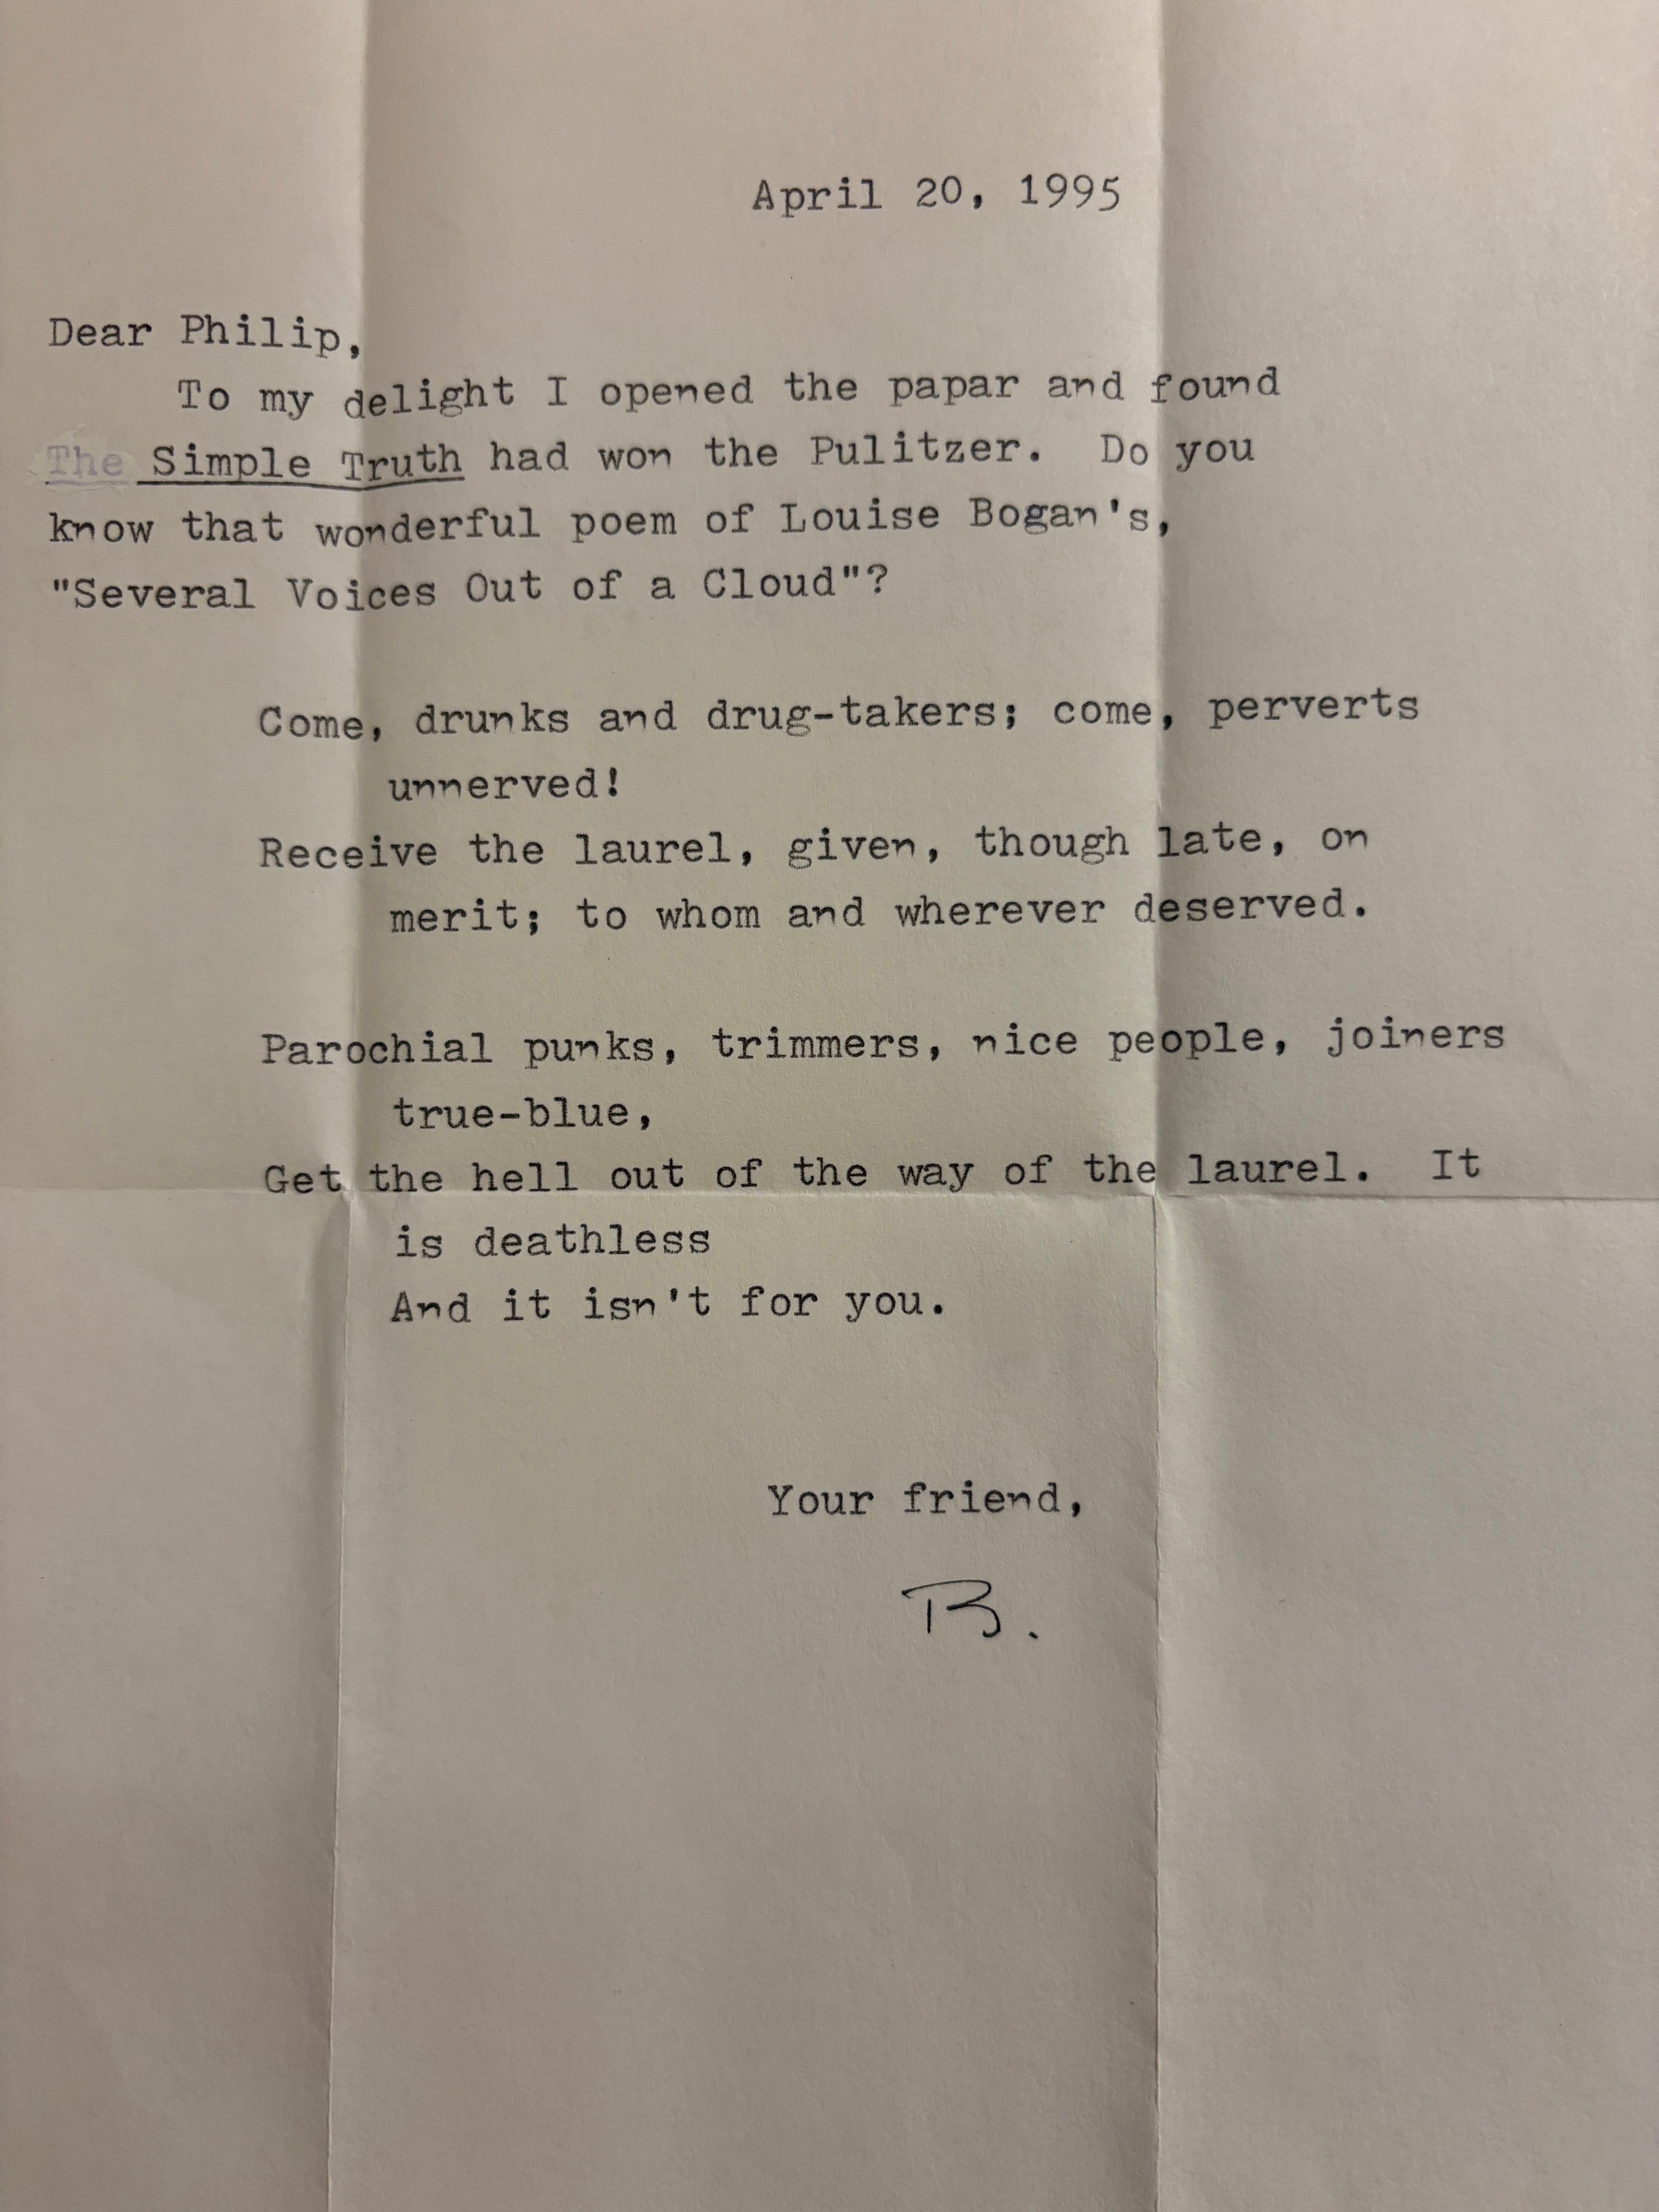 April 20, 1995
Dear Philip,
To my delight I opened the papar and found
The Simple Truth had won the Pulitzer. Do you
know that wonderful poem of Louise Bogan's,
"Several Voices Out of a Cloud"?
Come, drunks and drug-takers; come, perverts
unnerved!
Receive the laurel, given, though late, on
merit; to whom and wherever deserved.
Parochial punks, trimmers, nice people, joiners
true-blue,
Get the hell out of the way of the laurel. It
is deathless
And it isn't for you.
Your friend,
B.